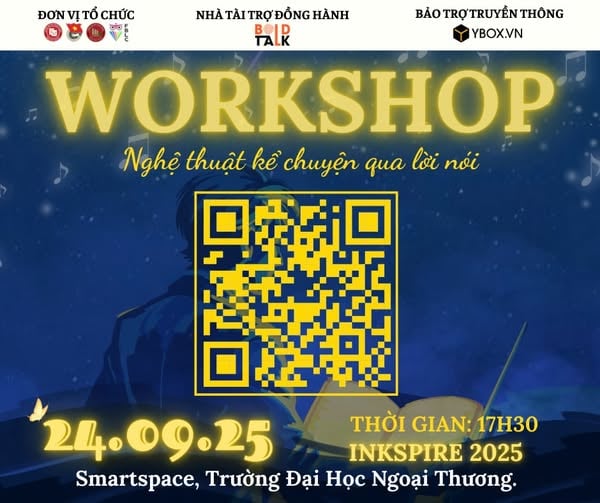 ĐƠN VỊ TỔ CHỨC
NHÀ TÀI TRỢ ĐỒNG HÀNH
BẢO TRỢ TRUYỀN THÔNG
BOLD
TALK
YBOX.VN
WORKSHOP
Nghệ thuật kể chuyện qua lời nói
24.09.25
THỜI GIAN: 17H30
INKSPIRE 2025
Smartspace, Trường Đại Học Ngoại Thương.